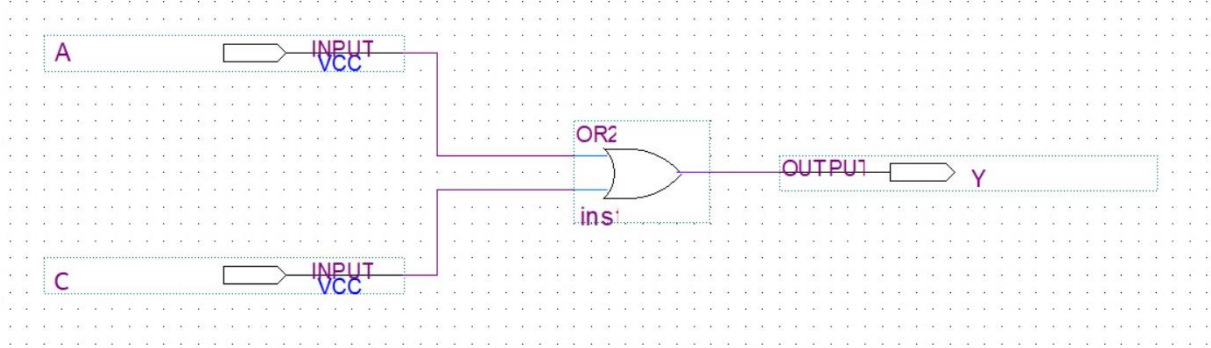 A
INPUT
VCC
OR2
OUTPUT
Y
inst
C
INPUT
VCC